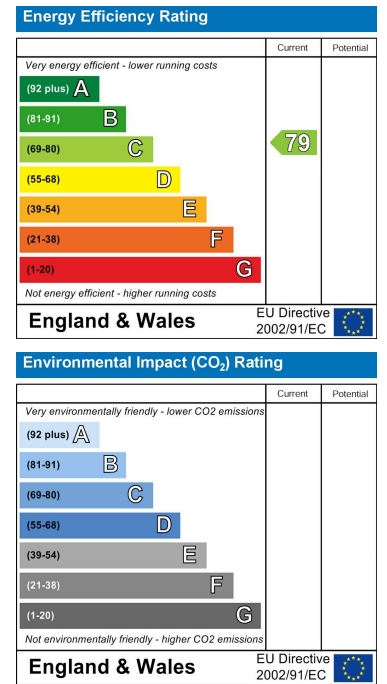 Energy Efficiency Rating
Current Potential
Very energy efficient - lower running costs
(92 plus) A
(81-91) B
(69-80) C
79
(55-68) D
(39-54) E
(21-38) F
(1-20) G
Not energy efficient - higher running costs
England & Wales
EU Directive
2002/91/EC
Environmental Impact (CO₂) Rating
Current Potential
Very environmentally friendly - lower CO2 emissions
(92 plus) A
(81-91) B
(69-80) C
(55-68) D
(39-54) E
(21-38) F
(1-20) G
Not environmentally friendly - higher CO2 emissions
England & Wales
EU Directive
2002/91/EC